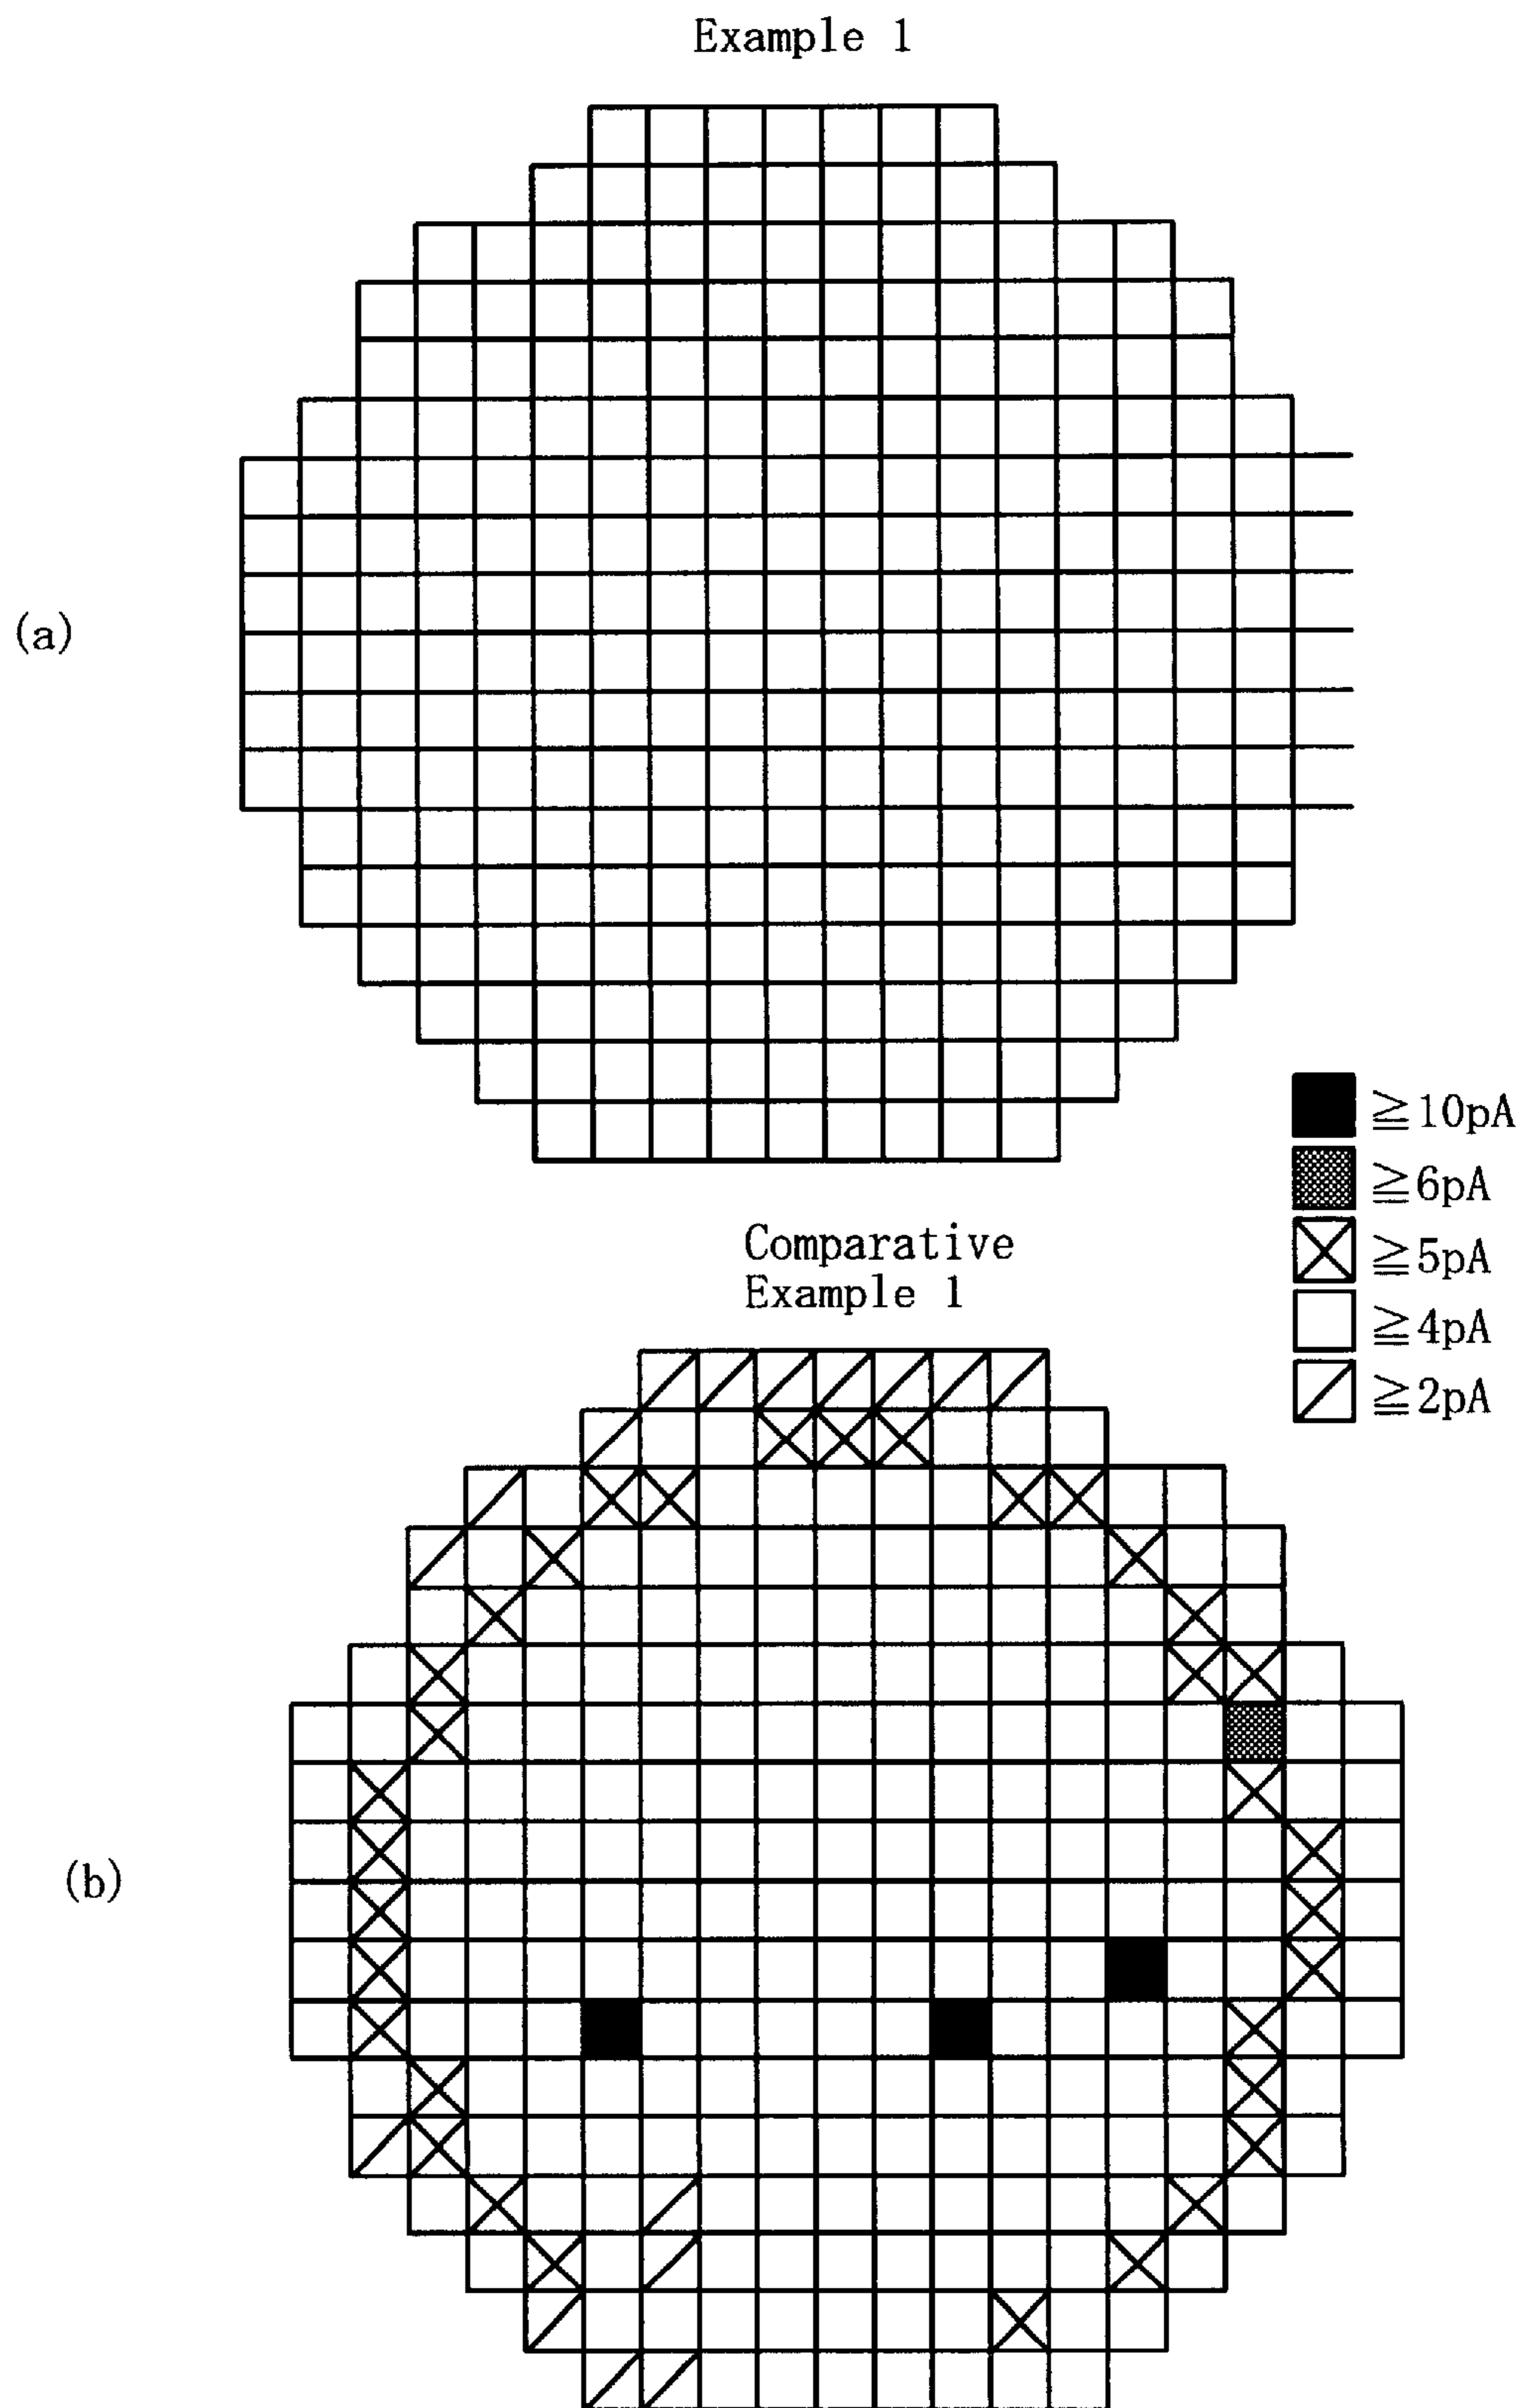 Example 1
(a)
≧10pA
≧6pA
≧5pA
≧4pA
≧2pA
Comparative
Example 1
(b)